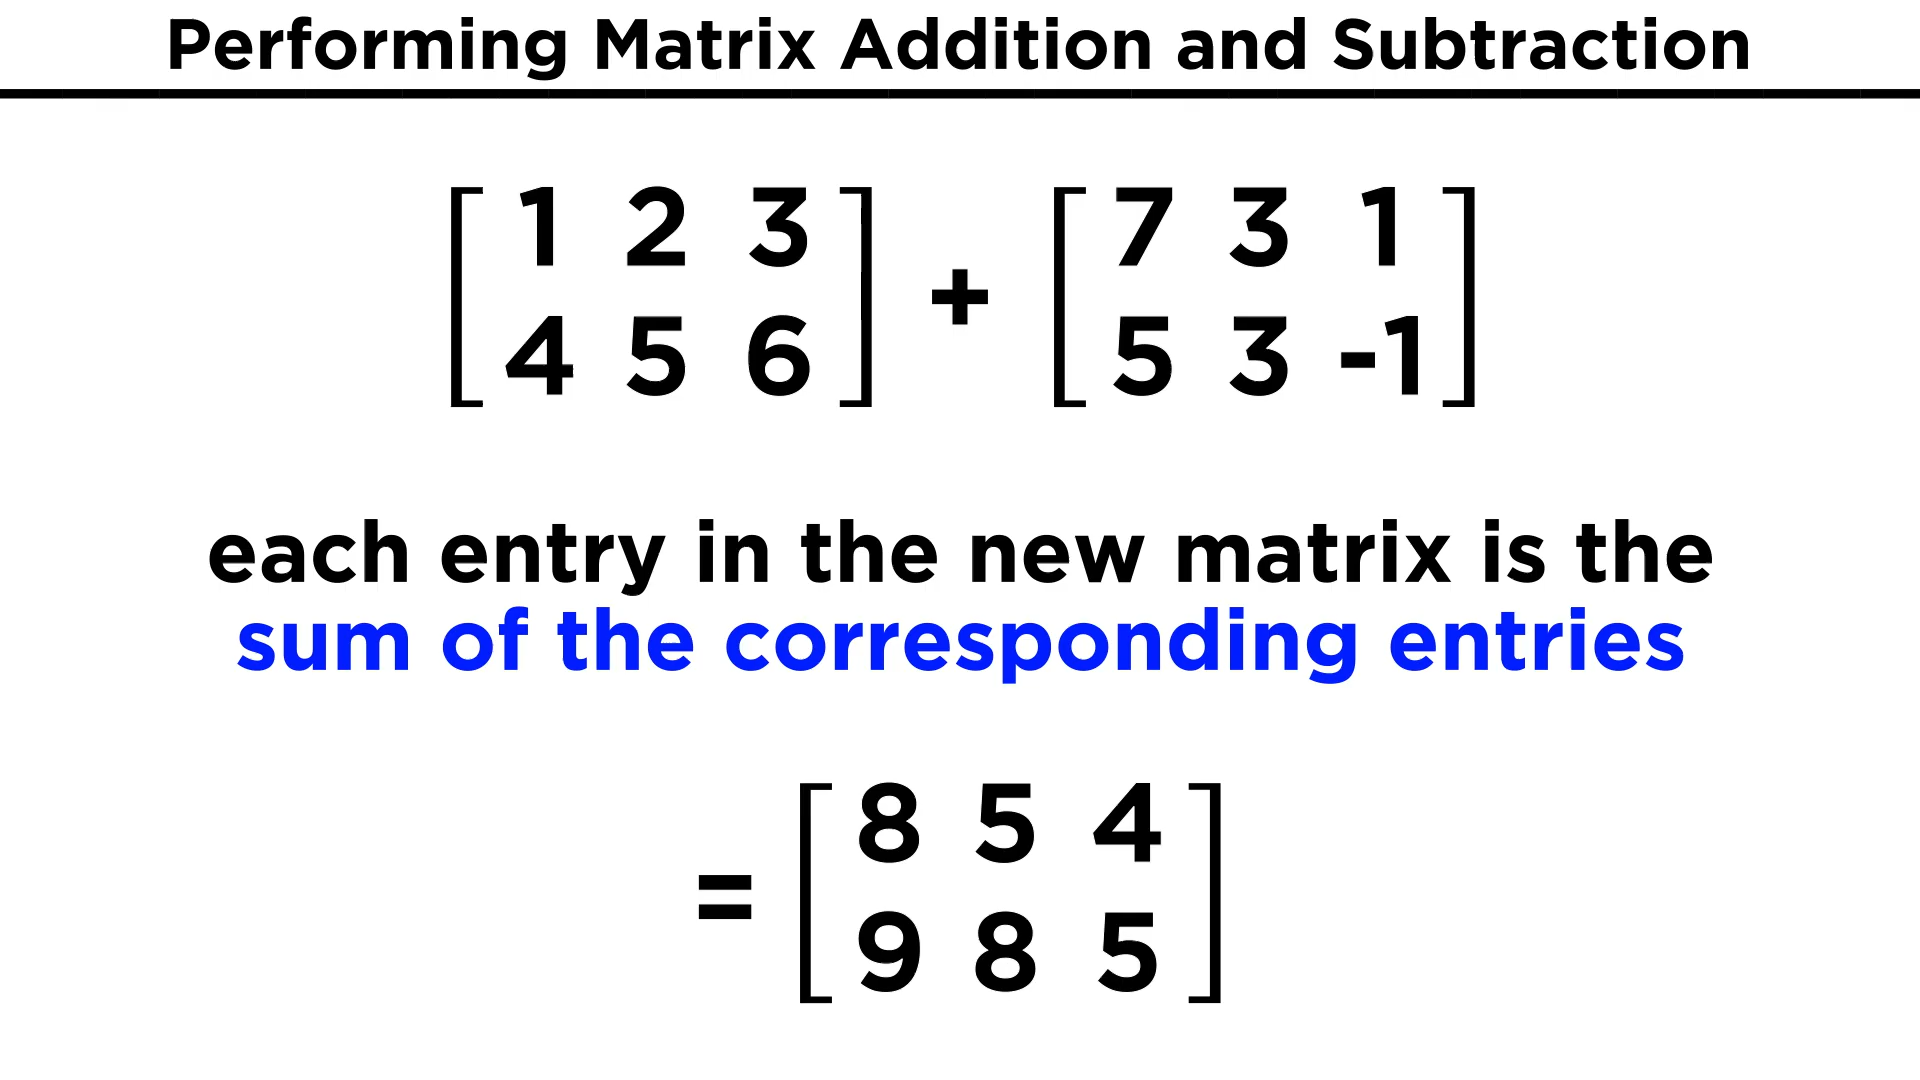 Performing Matrix Addition and Subtraction
1 2 3 7 3 1
+
4 5 6 5 3 -1
each entry in the new matrix is the
sum of the corresponding entries
8 5 4
=
9 8 5